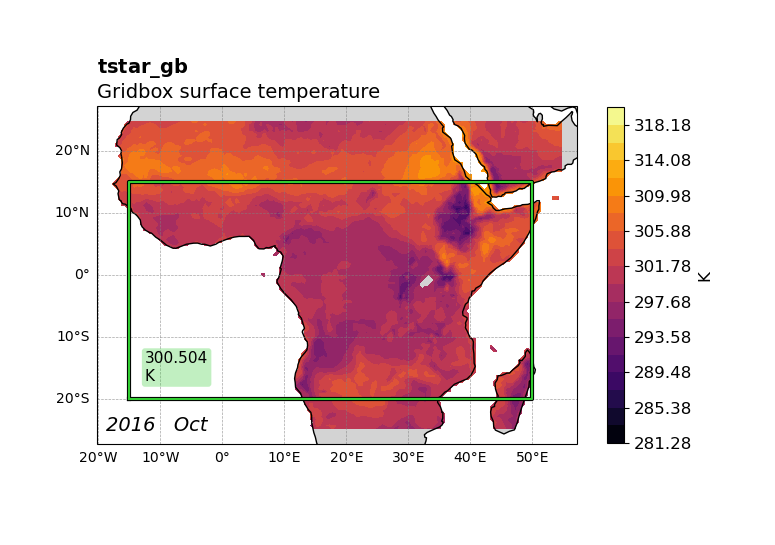 tstar_gb
Gridbox surface temperature
20°N
10°N
0°
10°S
20°S
20°W
10°W
0°
10°E
20°E
30°E
40°E
50°E
300.504
K
2016 Oct
318.18
314.08
309.98
305.88
301.78
297.68
293.58
289.48
285.38
281.28
K